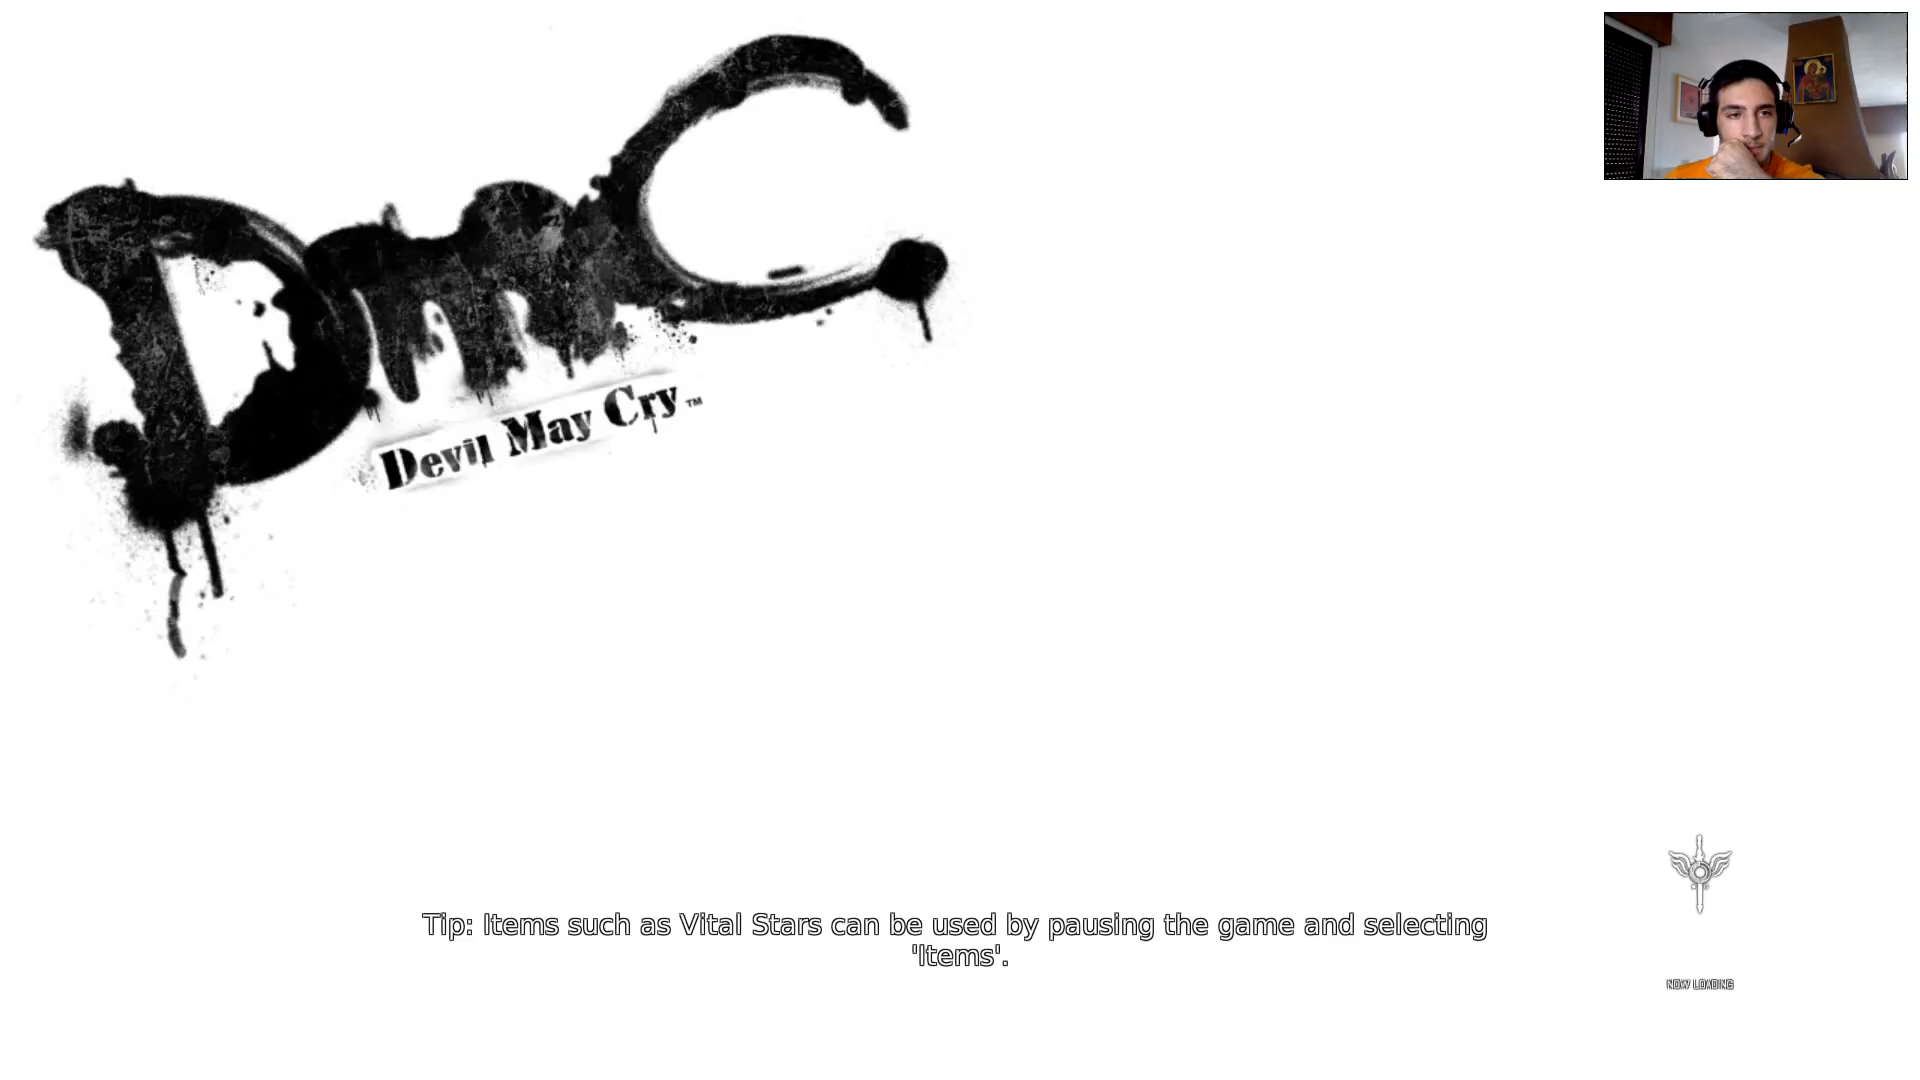 DmC
Devil May Cry™
Tip: Items such as Vital Stars can be used by pausing the game and selecting
'Items'.
NOW LOADING